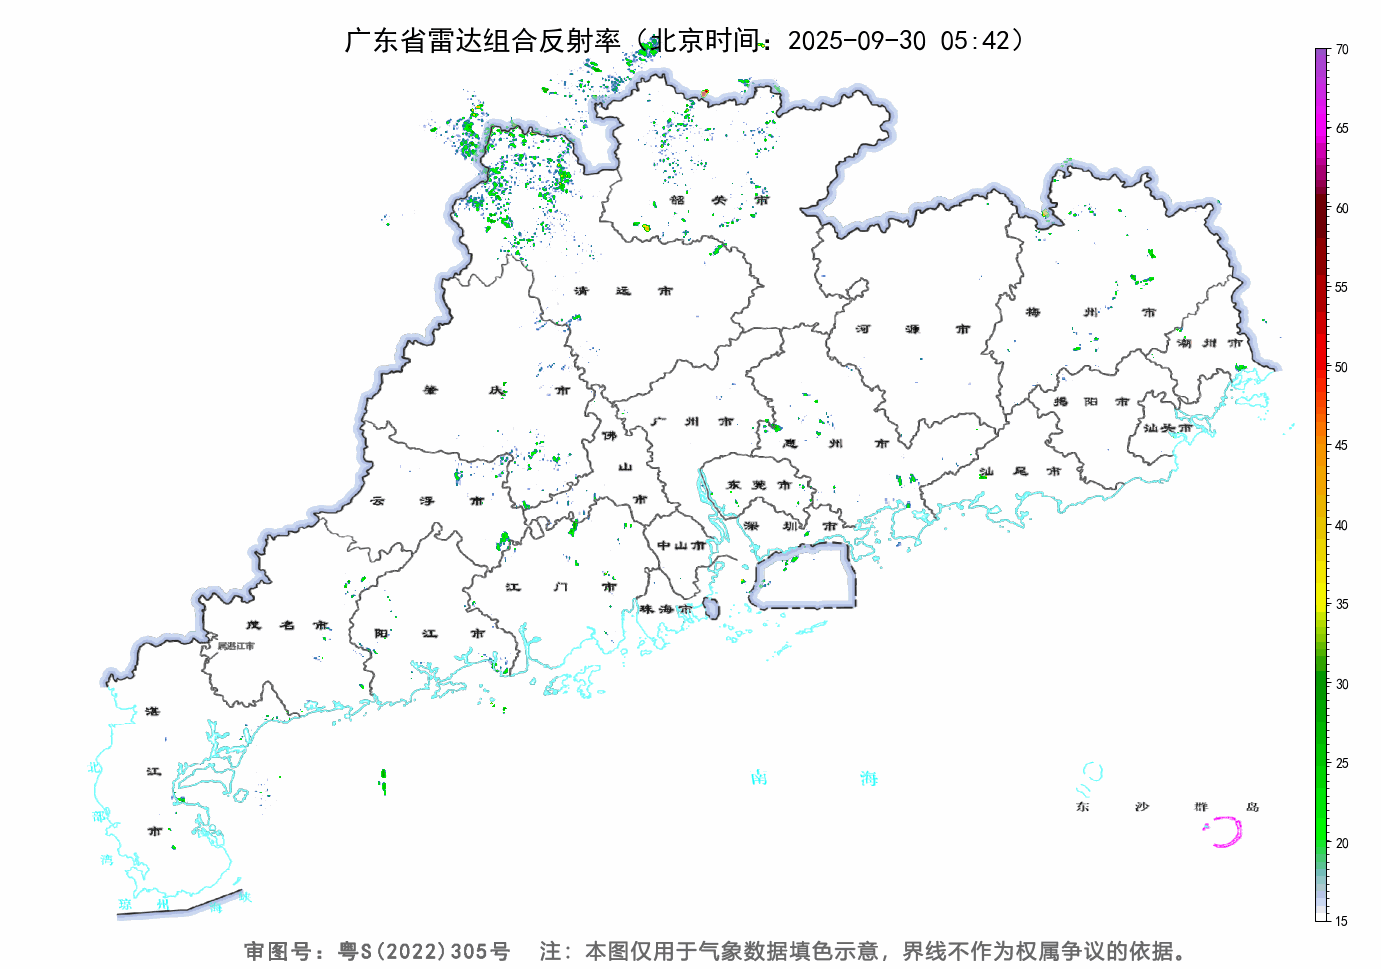 广东省雷达组合反射率（北京时间：2025-09-30 05:42）
70
65
60
55
50
45
40
35
30
25
20
15
韶 关 市
清 远 市
河 源 市
梅 州 市
潮 州 市
肇 庆 市
广 州 市
佛 山 市
惠 州 市
揭 阳 市
汕头市
云 浮 市
东 莞 市
汕 尾 市
深 圳 市
中山市
江 门 市
珠海市
茂 名 市
阳 江 市
属湛江市
湛 江 市
南 海
东 沙 群 岛
北 部 湾
琼 州 海 峡
审图号：粤S(2022)305号 注：本图仅用于气象数据填色示意，界线不作为权属争议的依据。